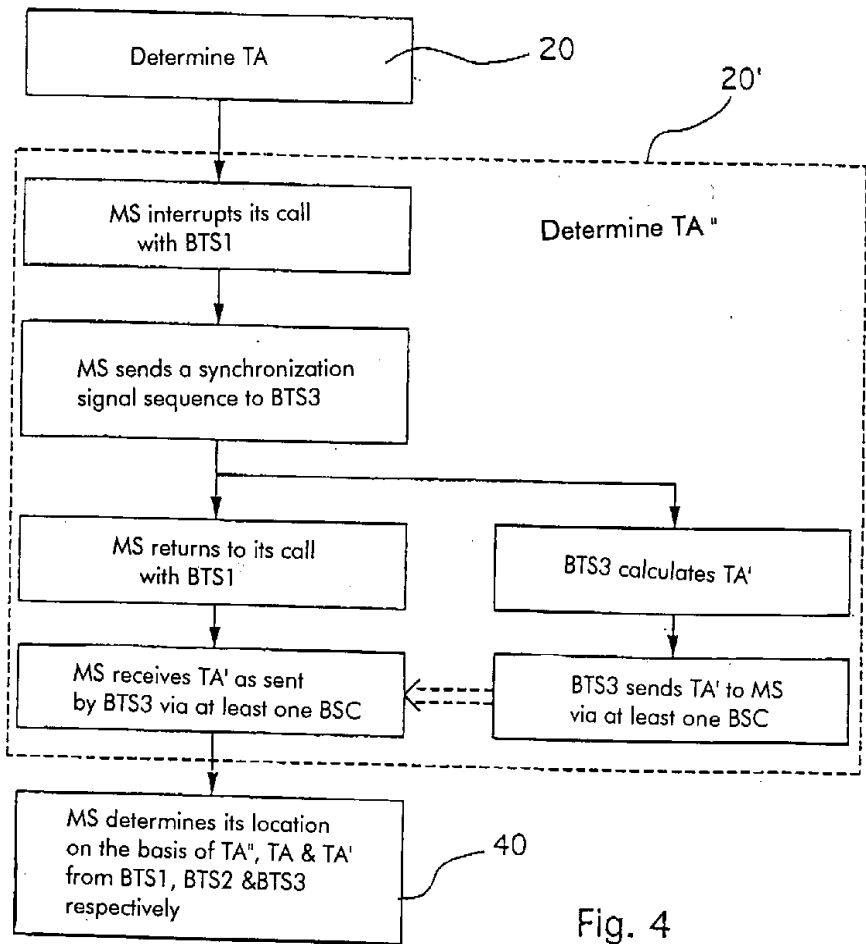 Determine TA
20
20'
Determine TA"
MS interrupts its call
with BTS1
MS sends a synchronization
signal sequence to BTS3
MS returns to its call
with BTS1
BTS3 calculates TA'
MS receives TA' as sent
by BTS3 via at least one BSC
BTS3 sends TA' to MS
via at least one BSC
MS determines its location
on the basis of TA", TA & TA'
from BTS1, BTS2 &BTS3
respectively
40
Fig. 4